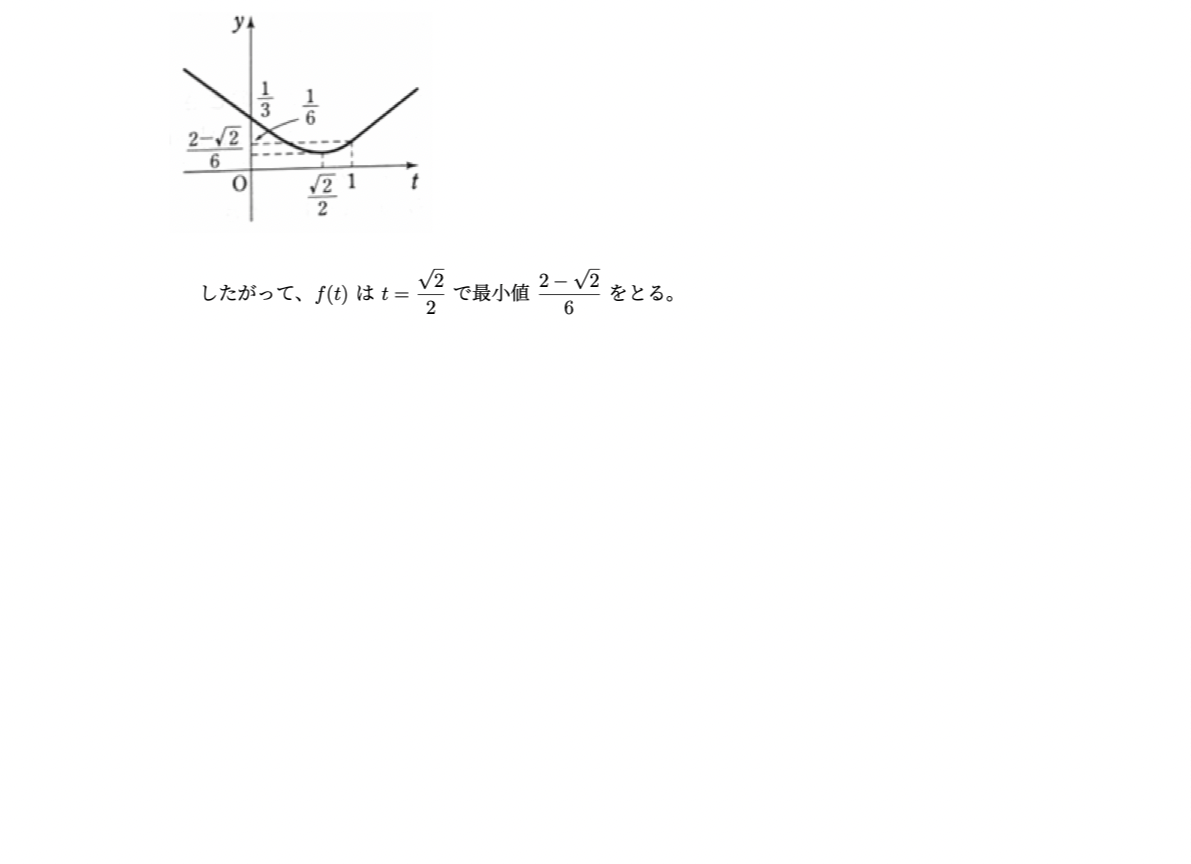 y
1/3
1/6
2−√2/6
O
√2/2
1
t
したがって、f(t) は t = √2/2 で最小値 2 − √2/6 をとる。